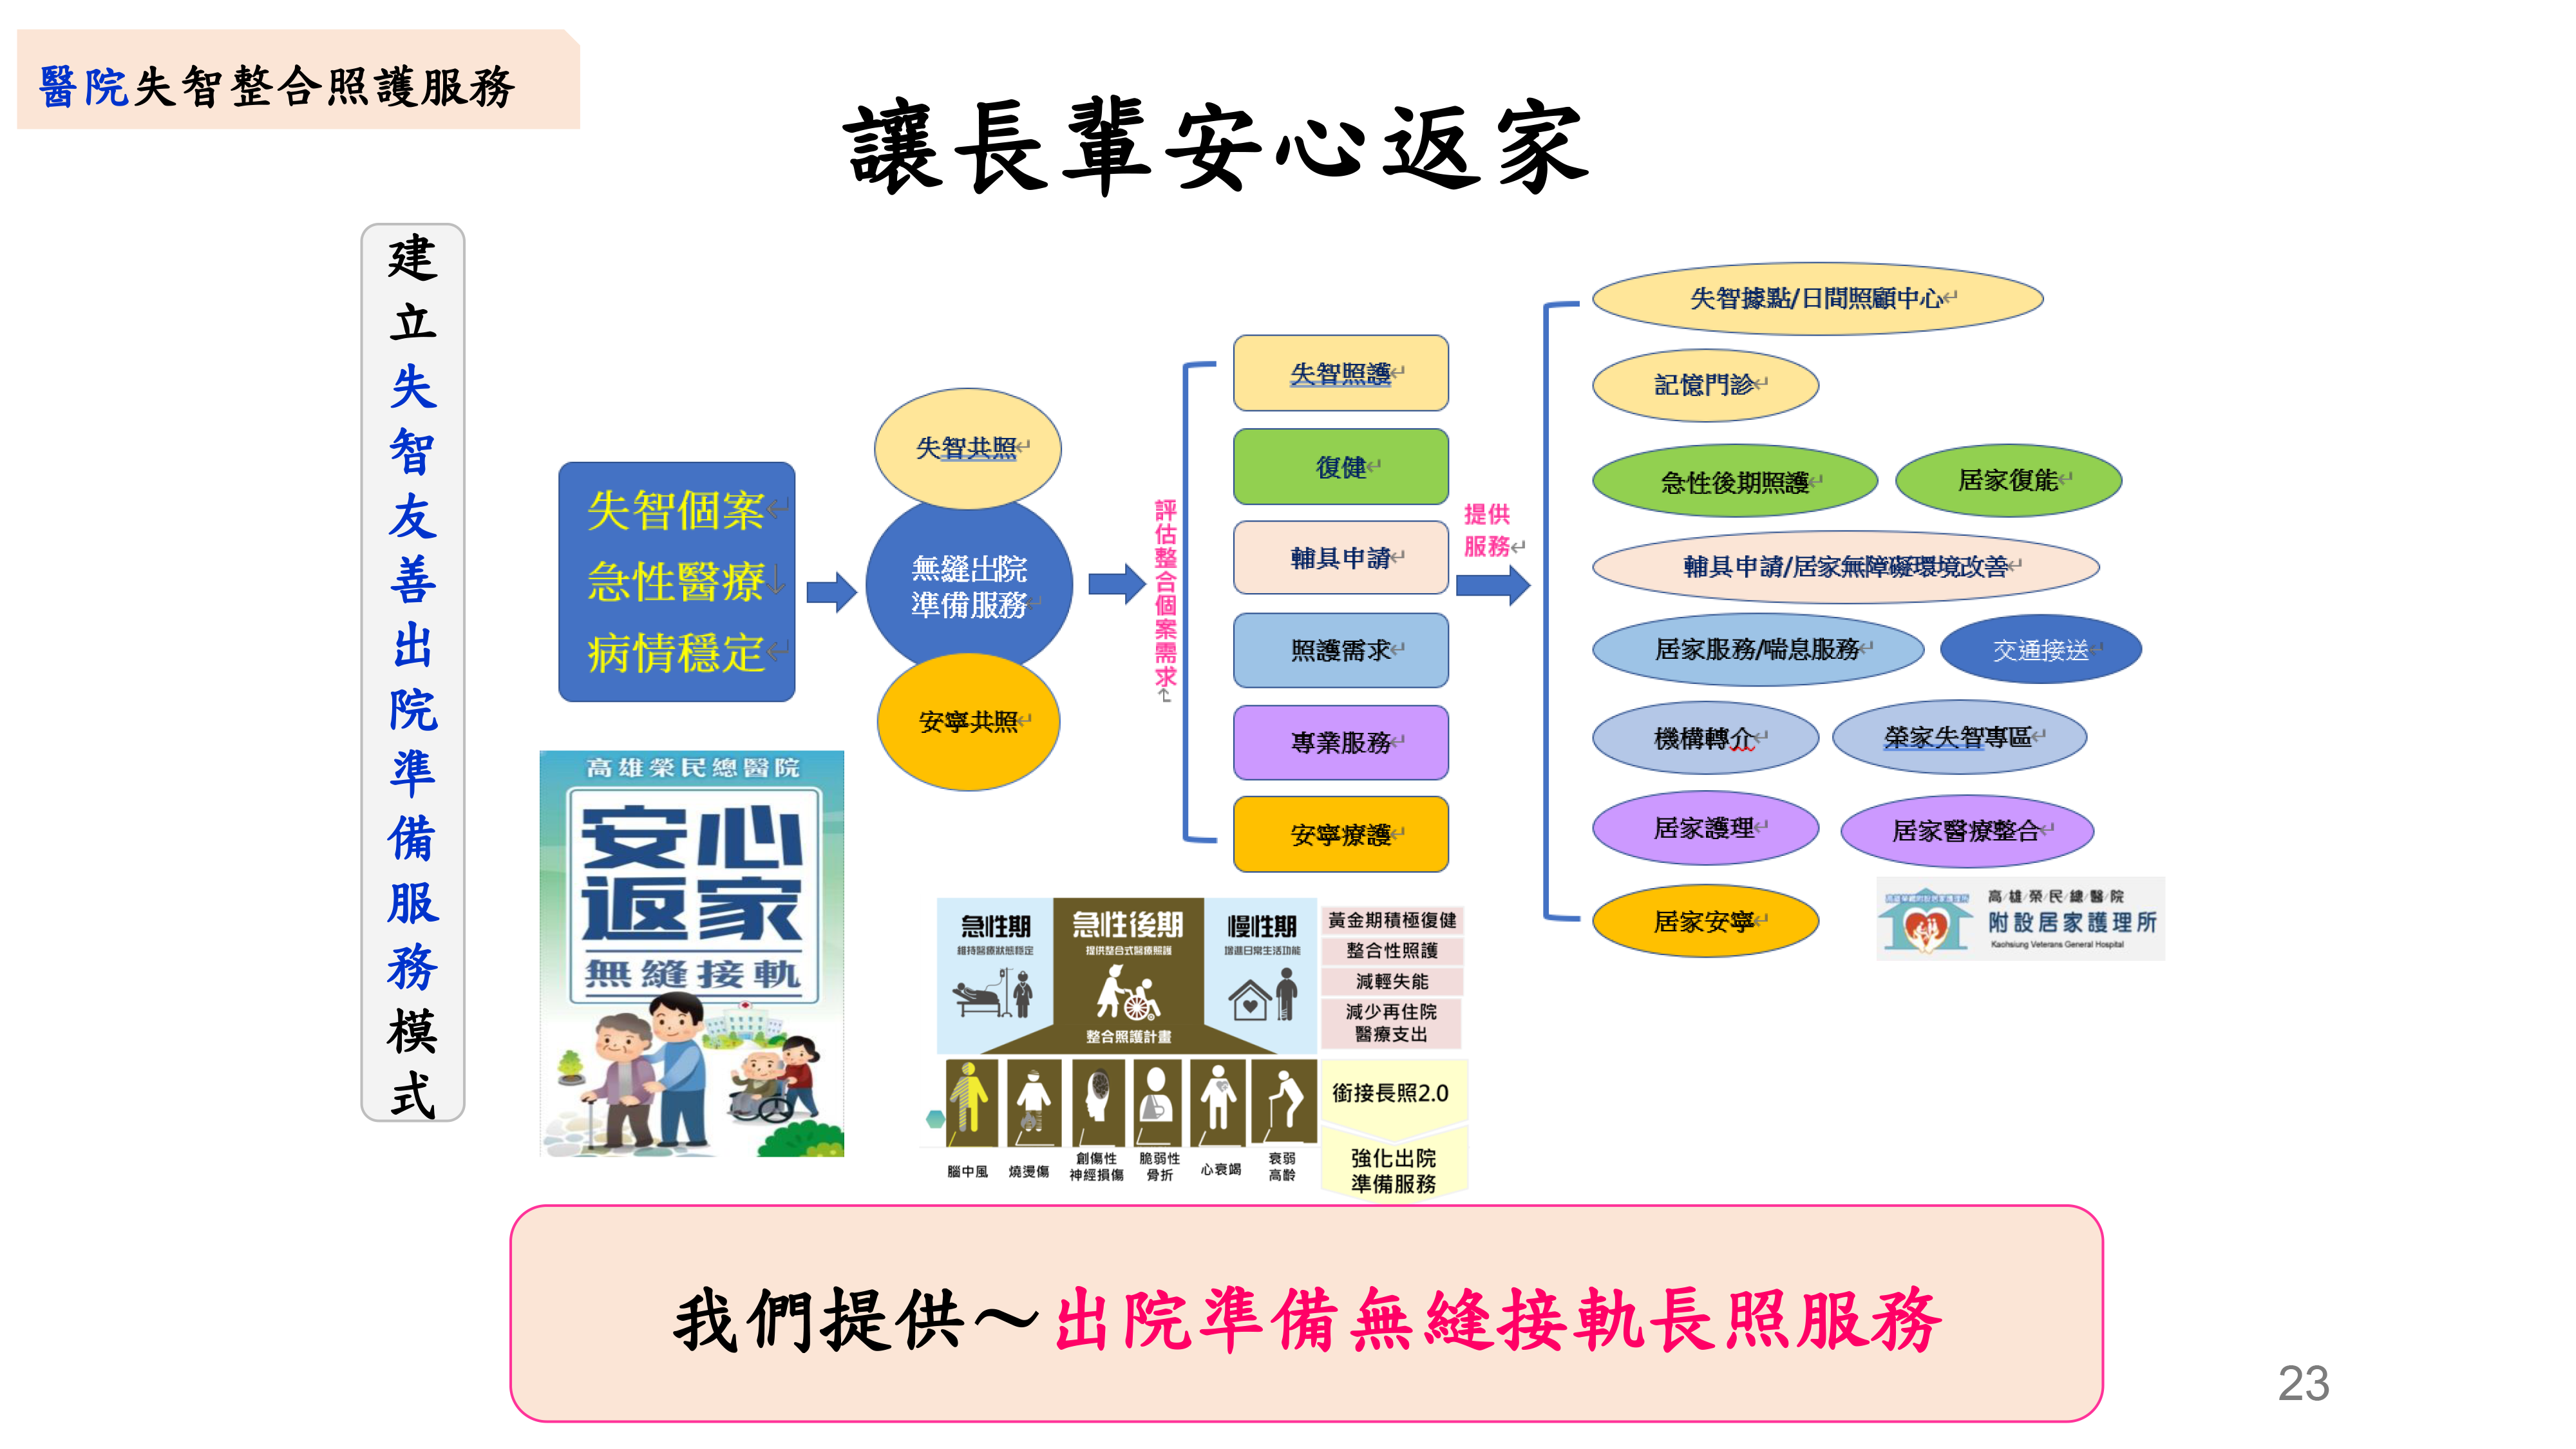 醫院失智整合照護服務
讓長輩安心返家
建立失智友善出院準備服務模式
失智個案
急性醫療
病情穩定
失智共照
無縫出院
準備服務
安寧共照
評估整合個案需求
失智照護
復健
輔具申請
照護需求
專業服務
安寧療護
提供
服務
失智據點/日間照顧中心
記憶門診
急性後期照護
居家復能
輔具申請/居家無障礙環境改善
居家服務/喘息服務
交通接送
機構轉介
榮家失智專區
居家護理
居家醫療整合
居家安寧
高雄榮民總醫院
附設居家護理所
Kaohsiung Veterans General Hospital
高雄榮民總醫院
安心
返家
無縫接軌
急性期
維持醫療狀態穩定
急性後期
提供整合式醫療照護
整合照護計畫
慢性期
增進日常生活功能
黃金期積極復健
整合性照護
減輕失能
減少再住院
醫療支出
腦中風
燒燙傷
創傷性
神經損傷
脆弱性
骨折
心衰竭
衰弱
高齡
銜接長照2.0
強化出院
準備服務
我們提供～出院準備無縫接軌長照服務
23